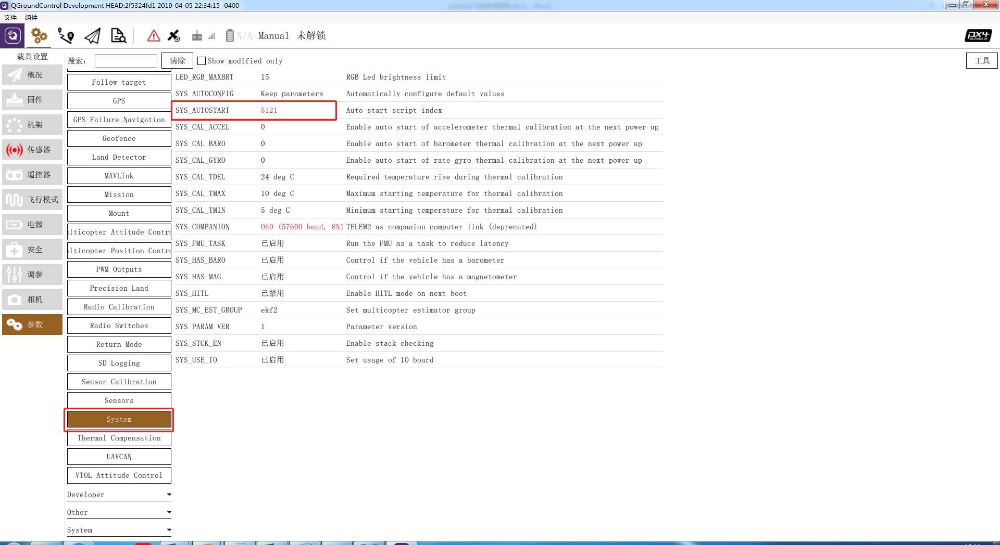 QGroundControl Development HEAD:2f5324fd1 2019-04-05 22:34:15 -0400
文件 组件
N/A Manual 未解锁
px4 autopilot
载具设置
搜索: 清除 Show modified only 工具
概况
固件
机架
传感器
遥控器
飞行模式
电源
安全
调参
相机
参数
Follow target
GPS
GPS Failure Navigation
Geofence
Land Detector
MAVLink
Mission
Mount
lticopter Attitude Contro
lticopter Position Contro
PWM Outputs
Precision Land
Radio Calibration
Radio Switches
Return Mode
SD Logging
Sensor Calibration
Sensors
System
Thermal Compensation
UAVCAN
VTOL Attitude Control
Developer
Other
System
LED_RGB_MAXBRT 15 RGB Led brightness limit
SYS_AUTOCONFIG Keep parameters Automatically configure default values
SYS_AUTOSTART 5121 Auto-start script index
SYS_CAL_ACCEL 0 Enable auto start of accelerometer thermal calibration at the next power up
SYS_CAL_BARO 0 Enable auto start of barometer thermal calibration at the next power up
SYS_CAL_GYRO 0 Enable auto start of rate gyro thermal calibration at the next power up
SYS_CAL_TDEL 24 deg C Required temperature rise during thermal calibration
SYS_CAL_TMAX 10 deg C Maximum starting temperature for thermal calibration
SYS_CAL_TMIN 5 deg C Minimum starting temperature for thermal calibration
SYS_COMPANION OSD (57600 baud, 8N1 TELEM2 as companion computer link (deprecated)
SYS_FMU_TASK 已启用 Run the FMU as a task to reduce latency
SYS_HAS_BARO 已启用 Control if the vehicle has a barometer
SYS_HAS_MAG 已启用 Control if the vehicle has a magnetometer
SYS_HITL 已禁用 Enable HITL mode on next boot
SYS_MC_EST_GROUP ekf2 Set multicopter estimator group
SYS_PARAM_VER 1 Parameter version
SYS_STCK_EN 已启用 Enable stack checking
SYS_USE_IO 已启用 Set usage of IO board